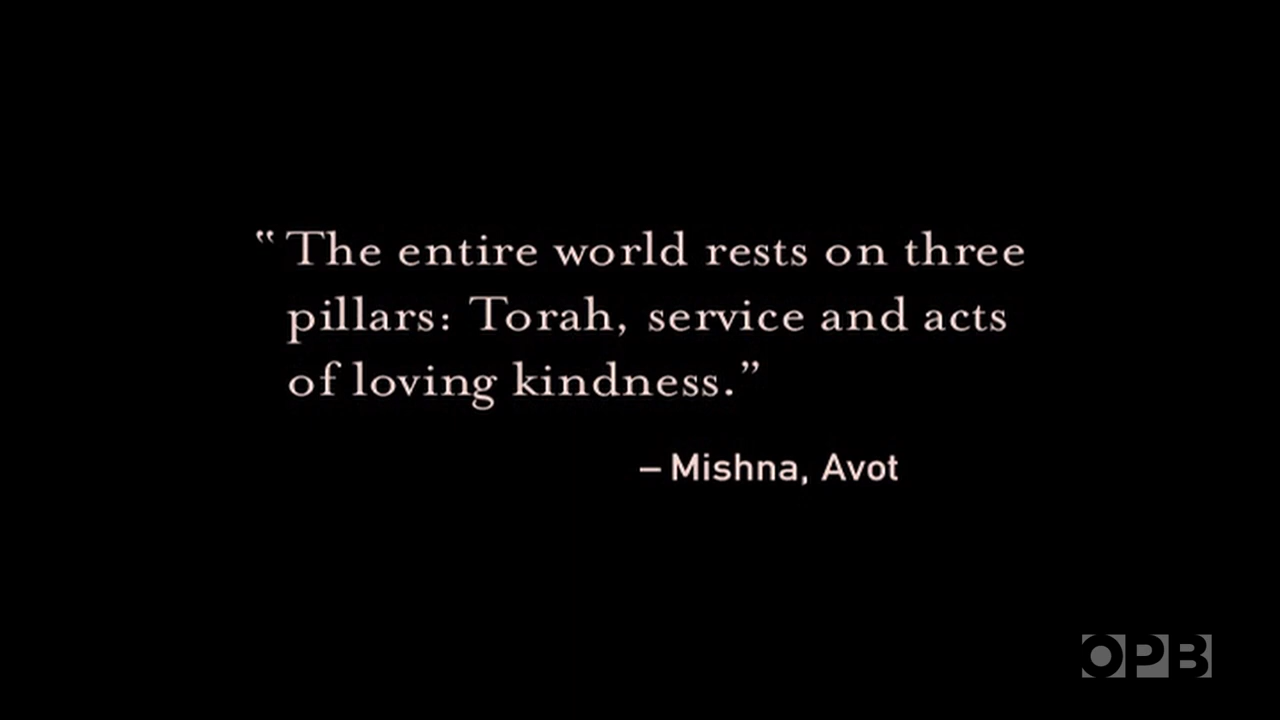 “The entire world rests on three
pillars: Torah, service and acts
of loving kindness.”
– Mishna, Avot
OPB